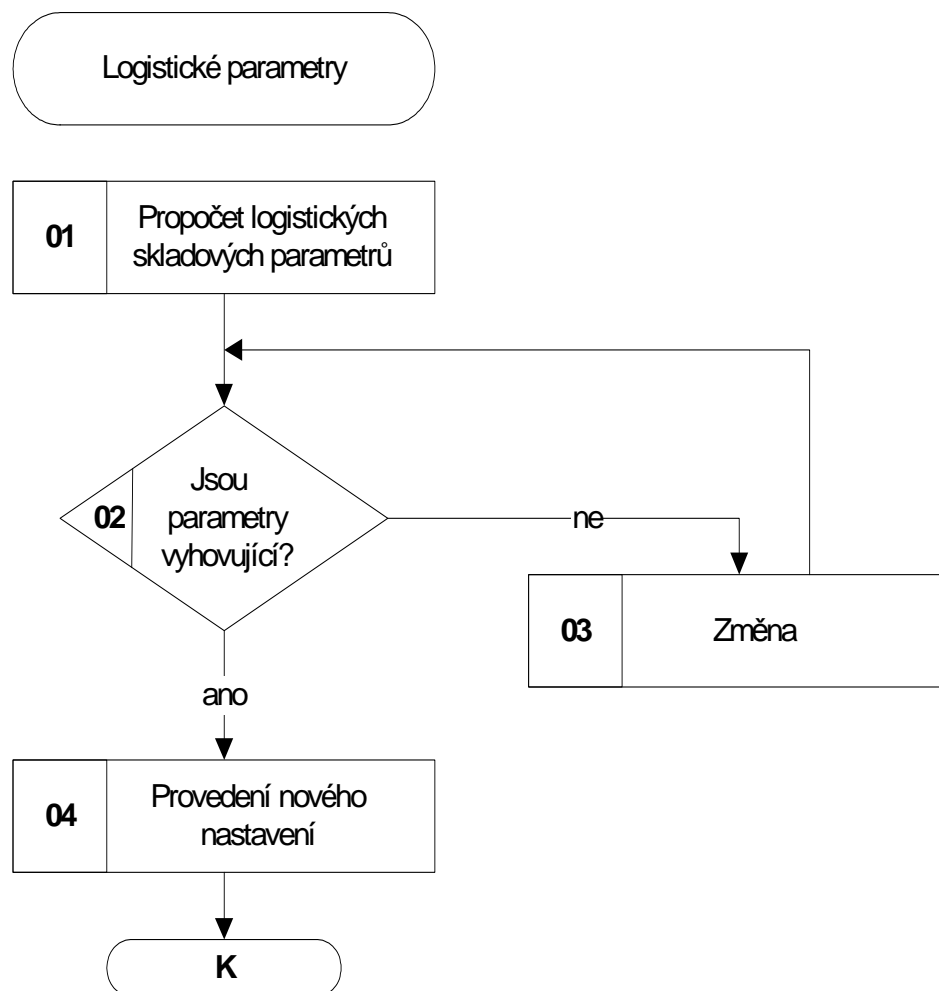 Logistické parametry
01
Propočet logistických
skladových parametrů
02
Jsou
parametry
vyhovující?
ne
03
Změna
ano
04
Provedení nového
nastavení
K